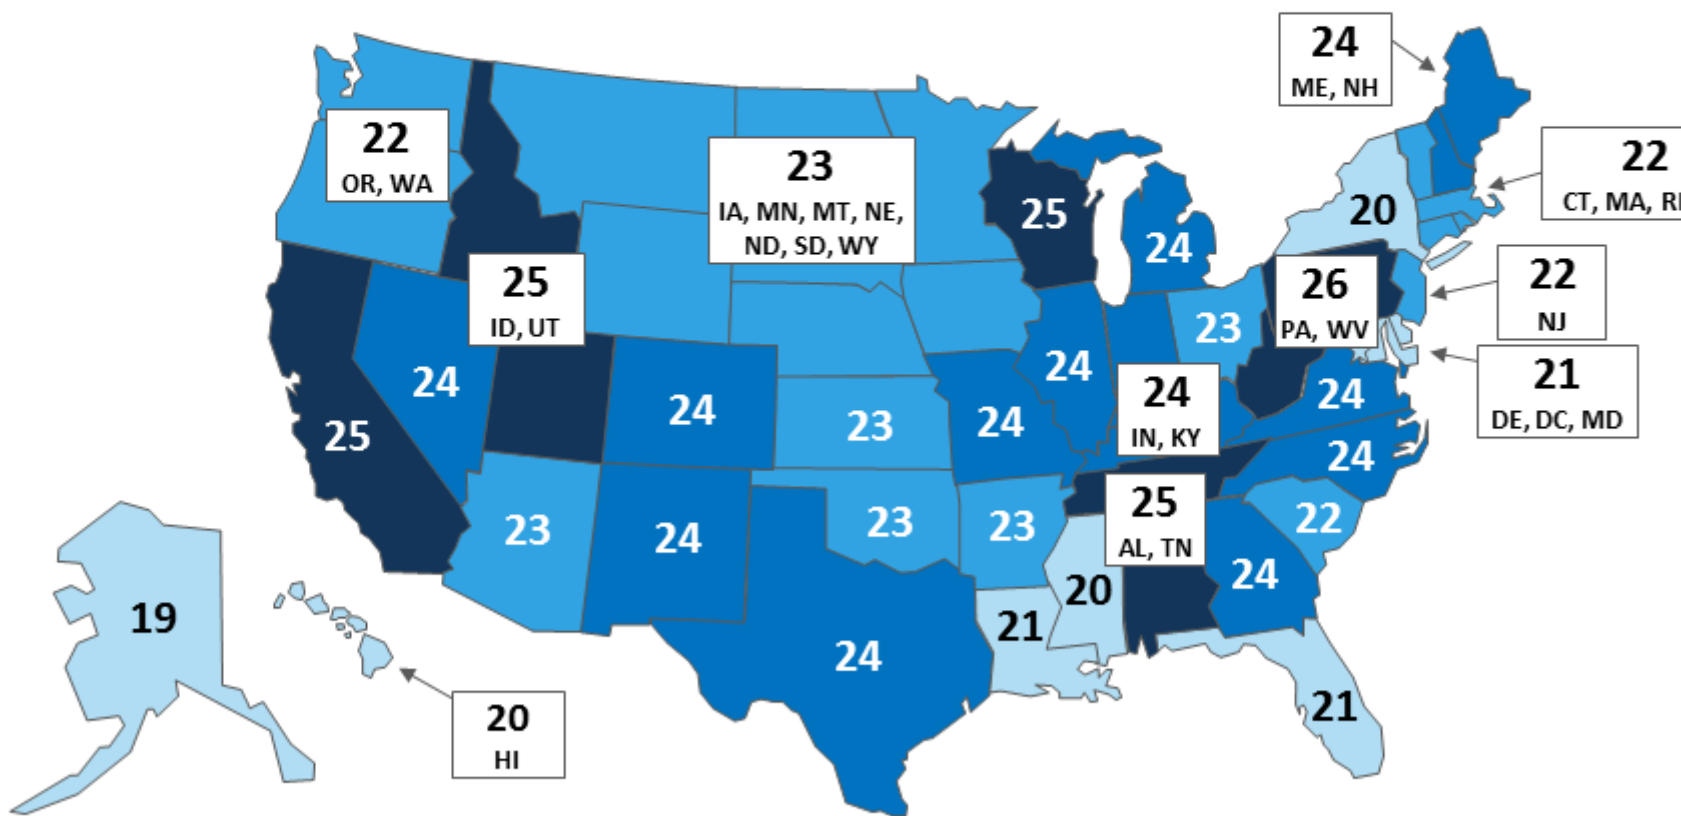 24
ME, NH
22
OR, WA
23
IA, MN, MT, NE,
ND, SD, WY
22
CT, MA, RI
25
20
24
25
ID, UT
26
PA, WV
22
NJ
23
24
24
24
24
IN, KY
24
21
DE, DC, MD
25
23
24
24
23
24
23
23
25
AL, TN
22
24
20
19
21
24
21
20
HI